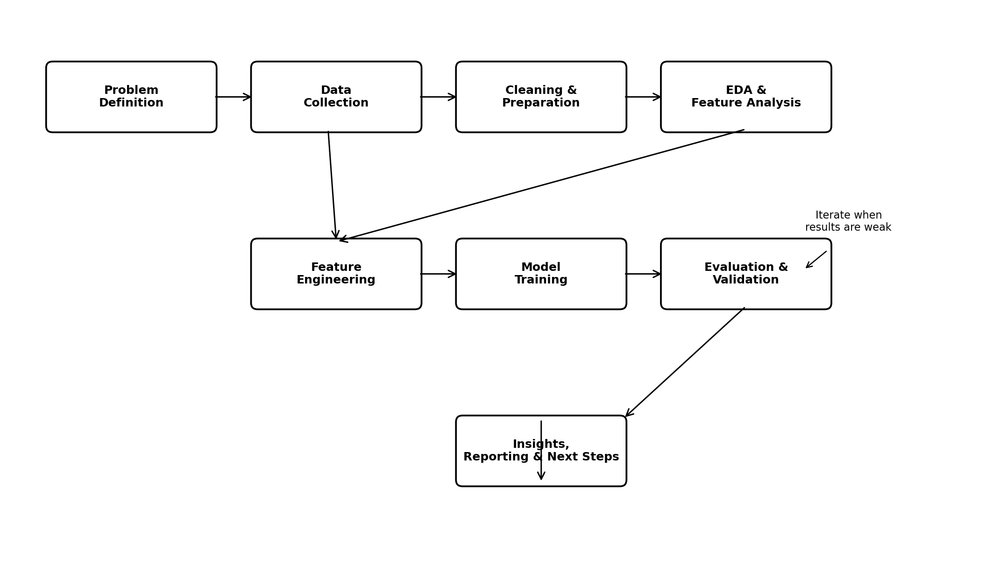 Problem
Definition
Data
Collection
Cleaning &
Preparation
EDA &
Feature Analysis
Iterate when
results are weak
Feature
Engineering
Model
Training
Evaluation &
Validation
Insights,
Reporting & Next Steps